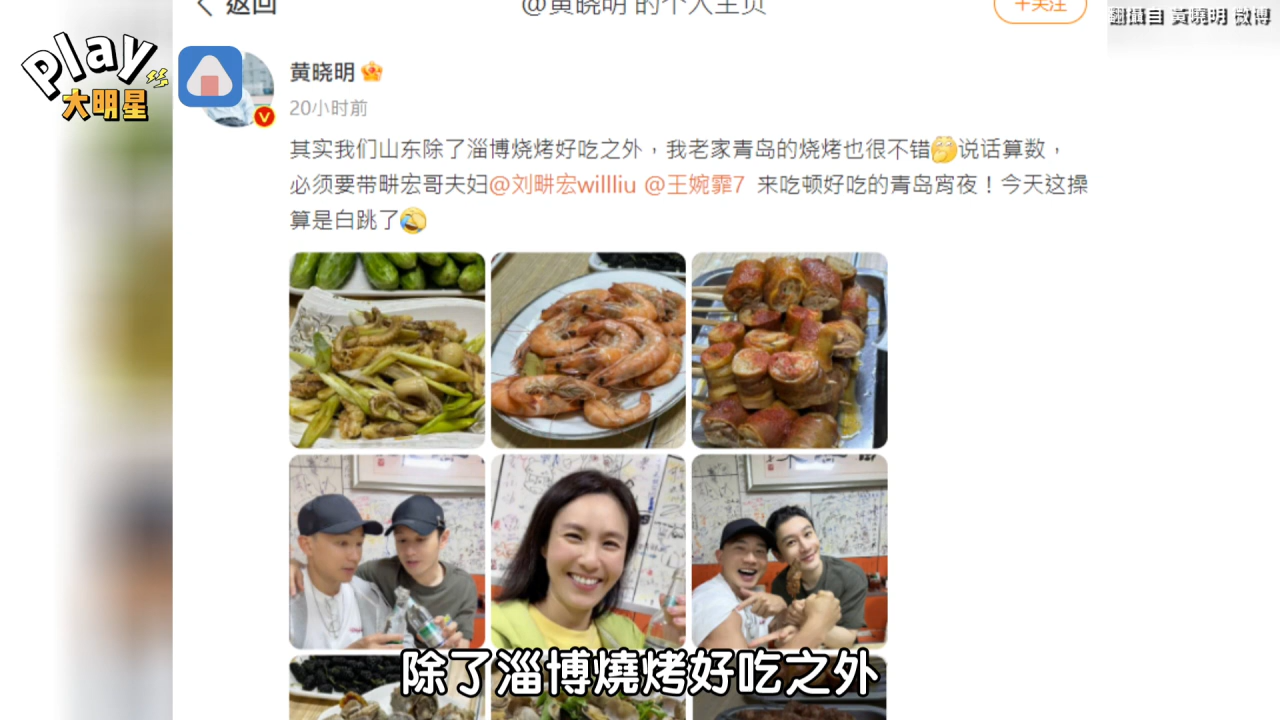 返回
@黄晓明 的个人主页
+关注
翻攝自 黃曉明 微博
Play
大明星
黄晓明
20小时前
其实我们山东除了淄博烧烤好吃之外，我老家青岛的烧烤也很不错说话算数，
必须要带畊宏哥夫妇@刘畊宏willliu @王婉霏7 来吃顿好吃的青岛宵夜！今天这操
算是白跳了
除了淄博燒烤好吃之外